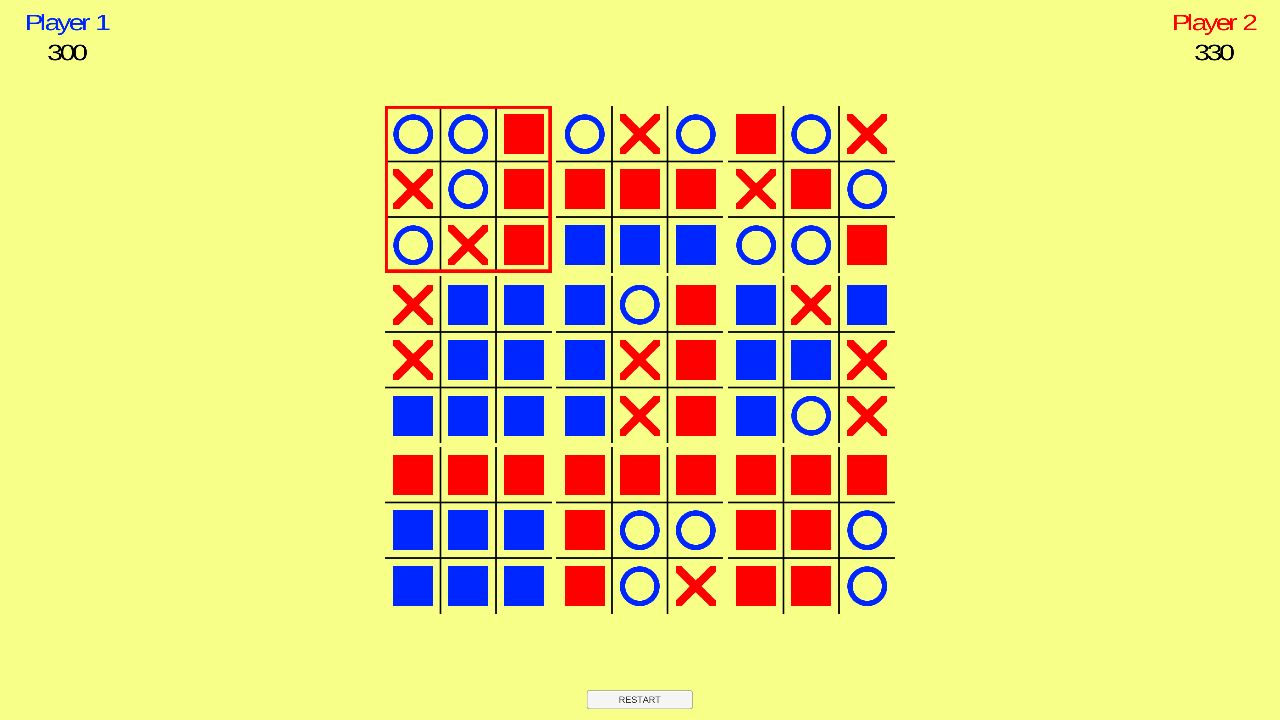 Player 1
300
Player 2
330
RESTART